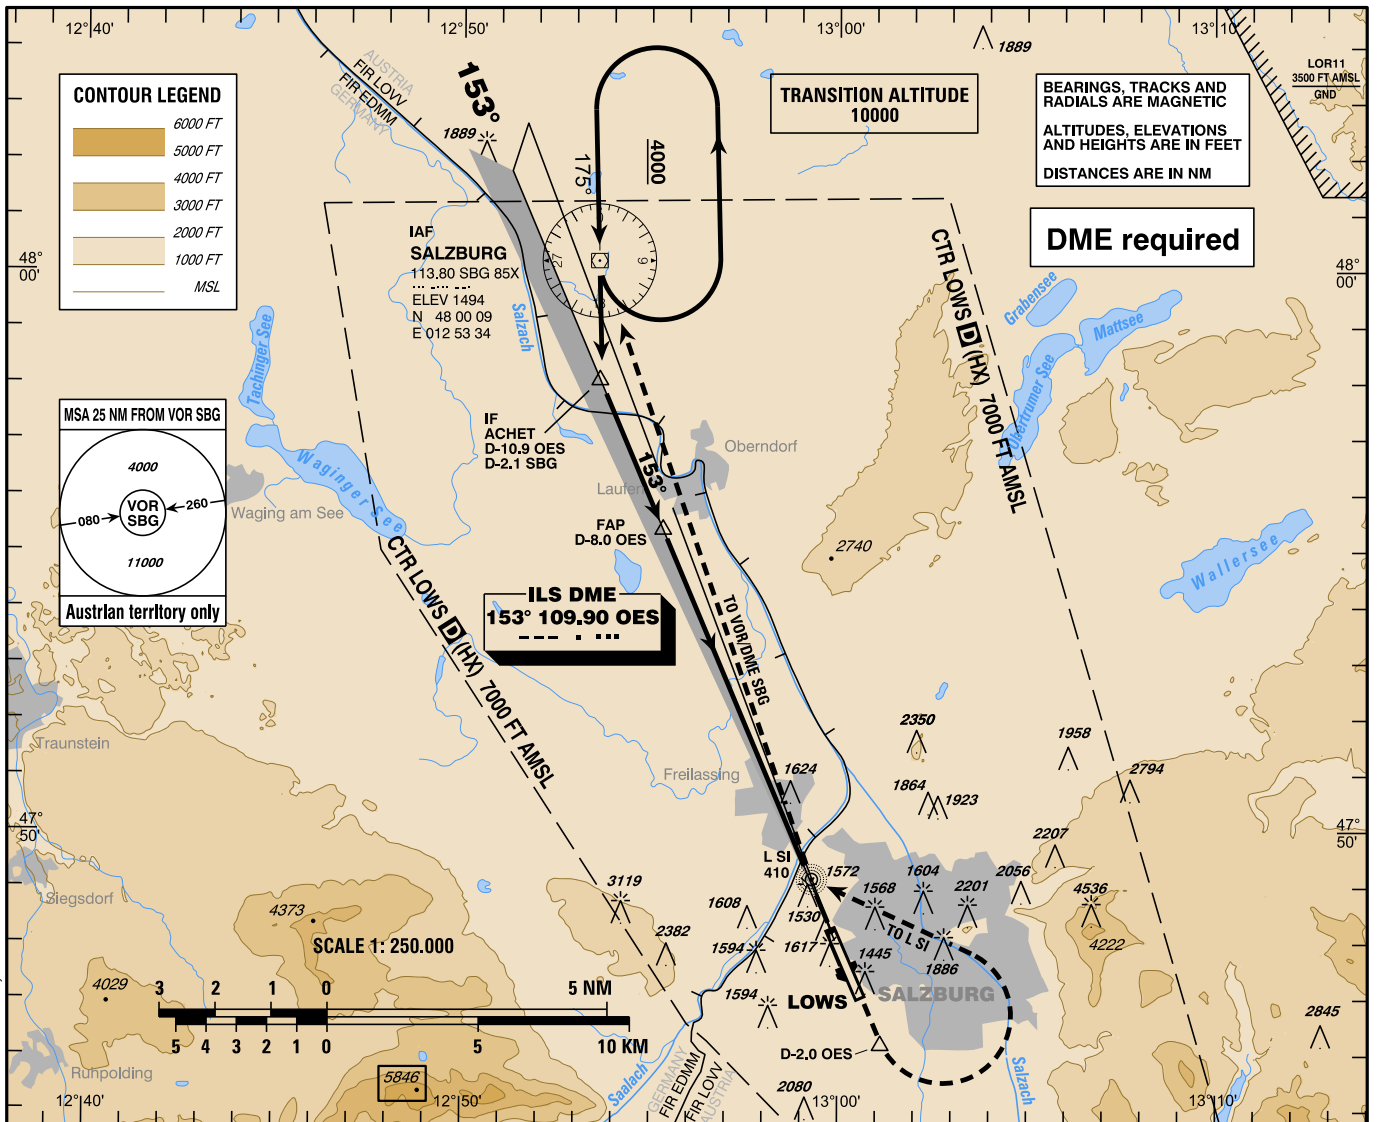 12°40'
12°50'
13°00'
13°10'
1889
AUSTRIA
FIR LOVV
FIR EDMM
GERMANY
153°
1889
175°
4000
CONTOUR LEGEND
6000 FT
5000 FT
4000 FT
3000 FT
2000 FT
1000 FT
MSL
TRANSITION ALTITUDE
10000
BEARINGS, TRACKS AND
RADIALS ARE MAGNETIC
ALTITUDES, ELEVATIONS
AND HEIGHTS ARE IN FEET
DISTANCES ARE IN NM
LOR11
3500 FT AMSL
GND
DME required
48°
00'
48°
00'
IAF
SALZBURG
113.80 SBG 85X
ELEV 1494
N 48 00 09
E 012 53 34
27
9
Salzach
Tachinger See
Waginger See
Waging am See
CTR LOWS D (HX) 7000 FT AMSL
Grabensee
Mattsee
Obertrumer See
Wallersee
MSA 25 NM FROM VOR SBG
4000
VOR
SBG
080
260
11000
Austrian territory only
IF
ACHET
D-10.9 OES
D-2.1 SBG
Oberndorf
Laufen
153°
FAP
D-8.0 OES
2740
ILS DME
153° 109.90 OES
CTR LOWS D (HX) 7000 FT AMSL
TO VOR/DME SBG
Traunstein
Freilassing
1624
2350
1958
1864
1923
2794
47°
50'
47°
50'
2207
L SI
410
1572
1568
1604
2201
2056
4536
4222
Siegsdorf
4373
3119
1608
1530
2382
1594
1617
1445
TO L SI
1886
SCALE 1: 250.000
4029
3 2 1 0 5 NM
5 4 3 2 1 0 5 10 KM
1594
LOWS
SALZBURG
2845
D-2.0 OES
Ruhpolding
5846
Saalach
GERMANY
FIR EDMM
FIR LOVV
AUSTRIA
2080
Salzach
12°40'
12°50'
13°00'
13°10'